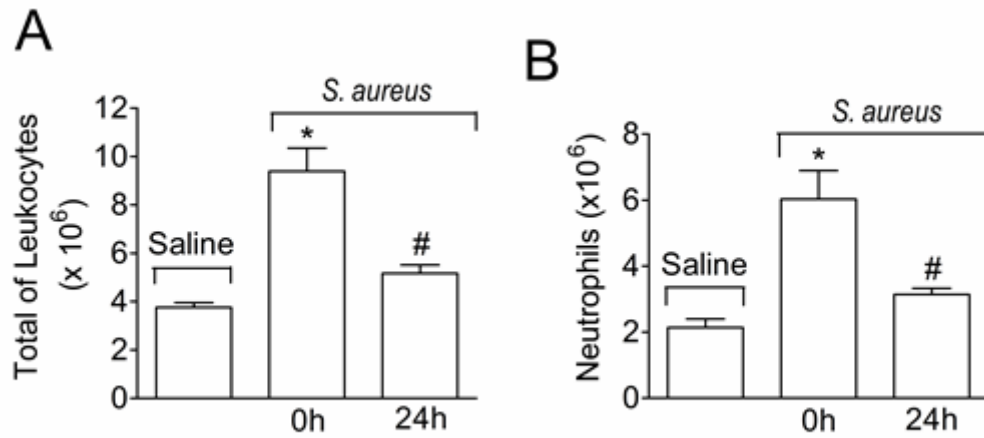 A
Total of Leukocytes
(x 10⁶)
12
10
8
6
4
2
0
Saline
S. aureus
*
#
0h
24h
B
Neutrophils (x10⁶)
8
6
4
2
0
Saline
S. aureus
*
#
0h
24h